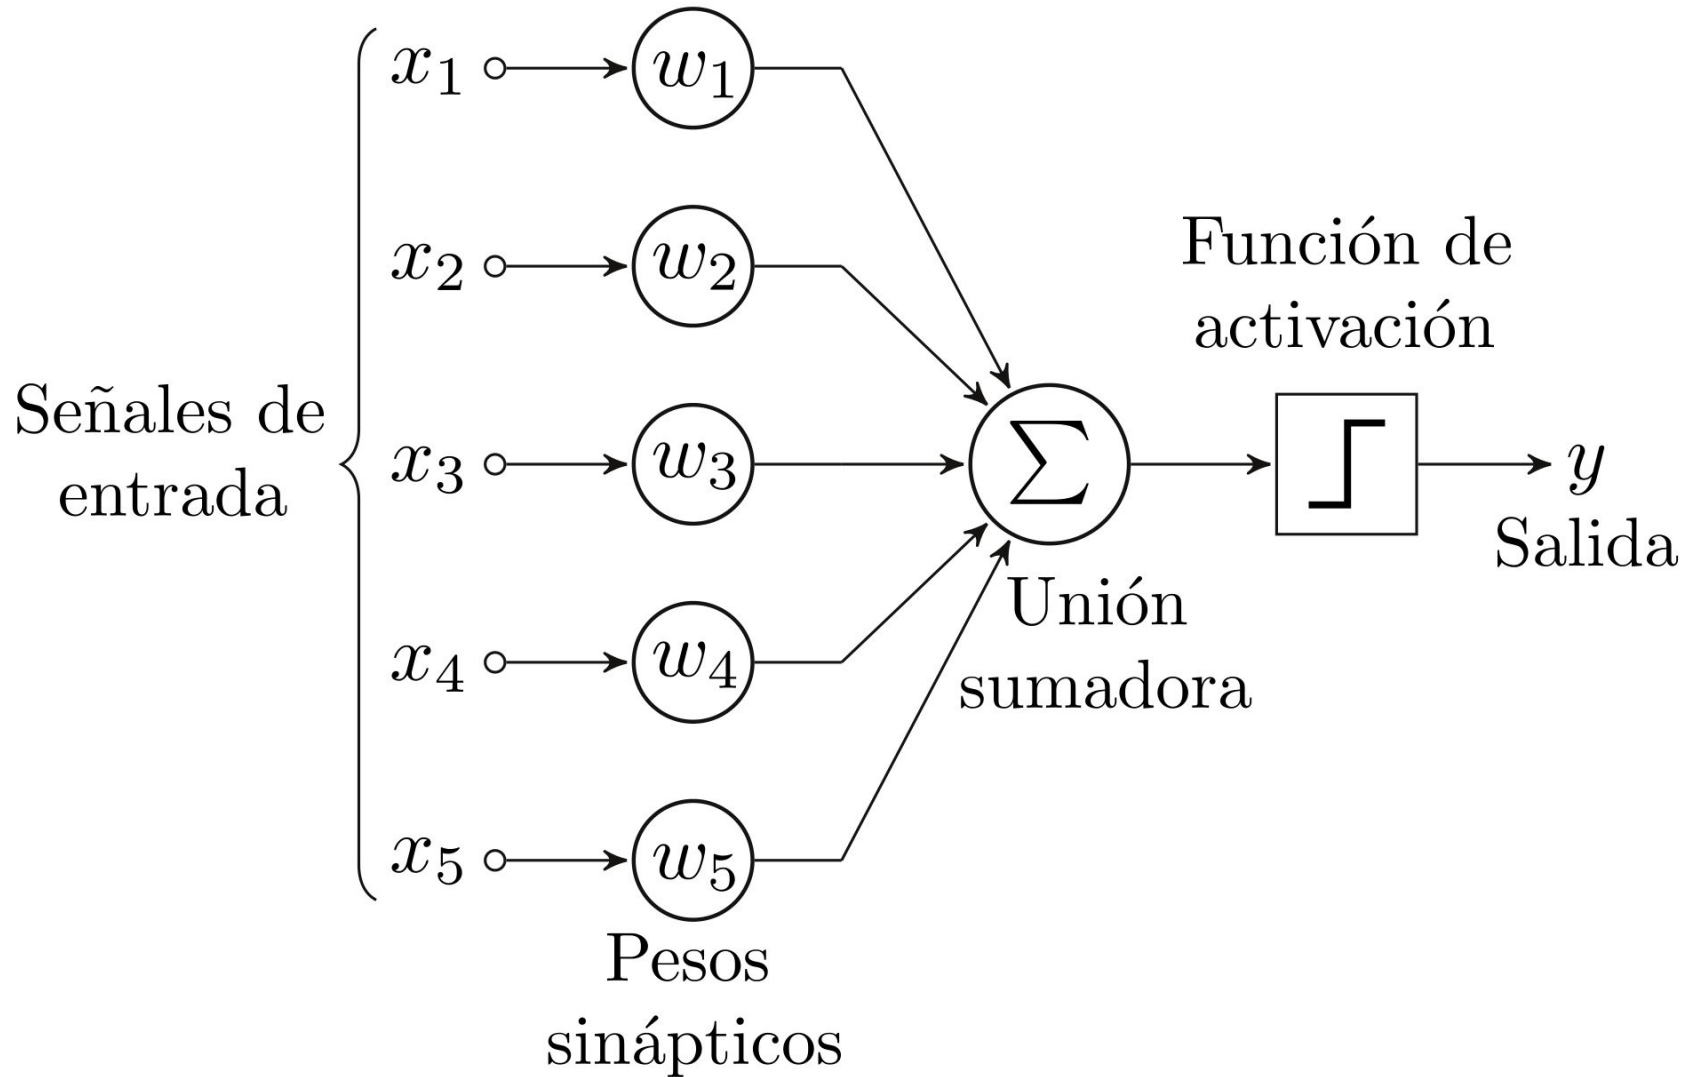 Señales de
entrada
x₁
x₂
x₃
x₄
x₅
w₁
w₂
w₃
w₄
w₅
Pesos
sinápticos
Σ
Unión
sumadora
Función de
activación
y
Salida